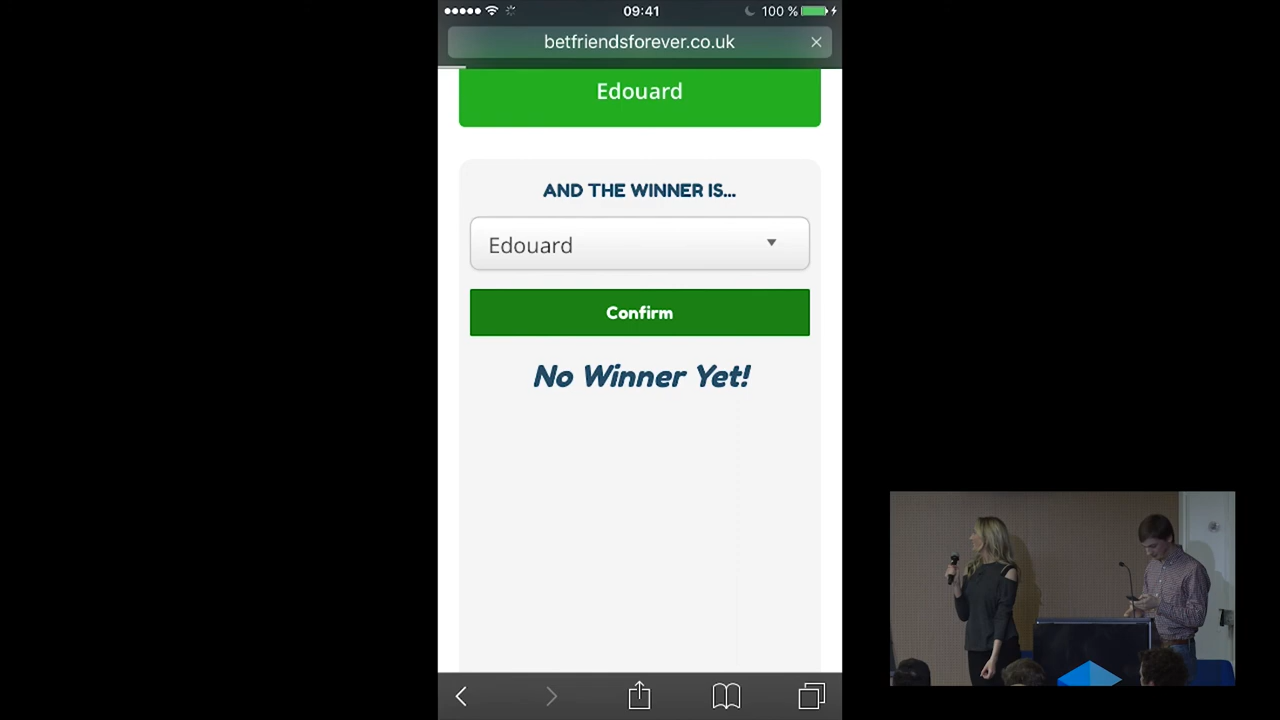 09:41
100 %
betfriendsforever.co.uk
Edouard
AND THE WINNER IS...
Edouard
Confirm
No Winner Yet!